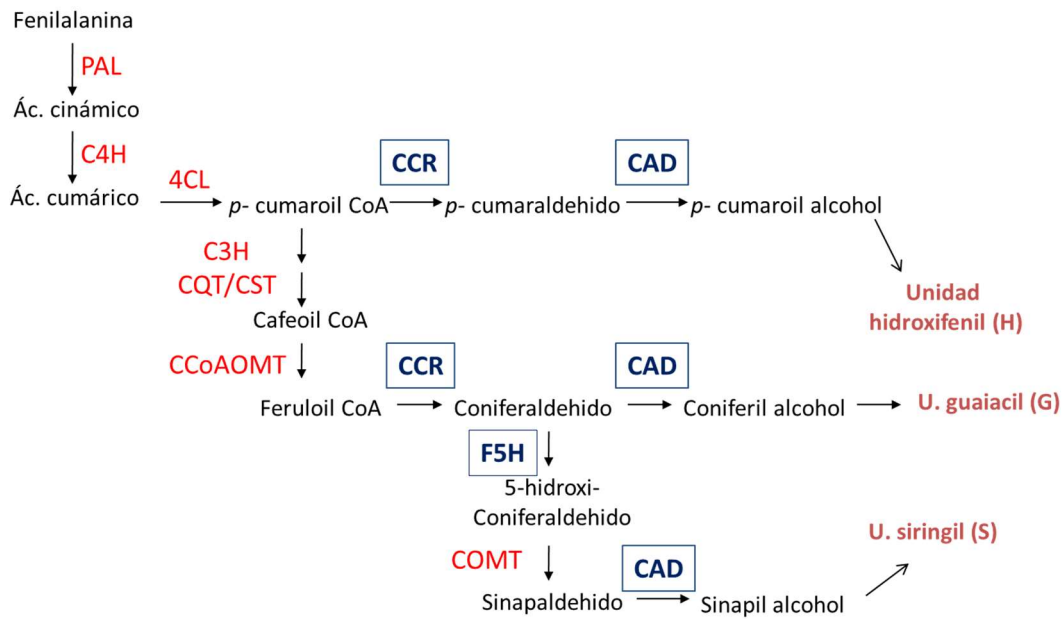 Fenilalanina
PAL
Ác. cinámico
C4H
Ác. cumárico
4CL
p- cumaroil CoA
CCR
p- cumaraldehido
CAD
p- cumaroil alcohol
Unidad
hidroxifenil (H)
C3H
CQT/CST
Cafeoil CoA
CCoAOMT
Feruloil CoA
CCR
Coniferaldehido
CAD
Coniferil alcohol
U. guaiacil (G)
F5H
5-hidroxi-
Coniferaldehido
COMT
Sinapaldehido
CAD
Sinapil alcohol
U. siringil (S)